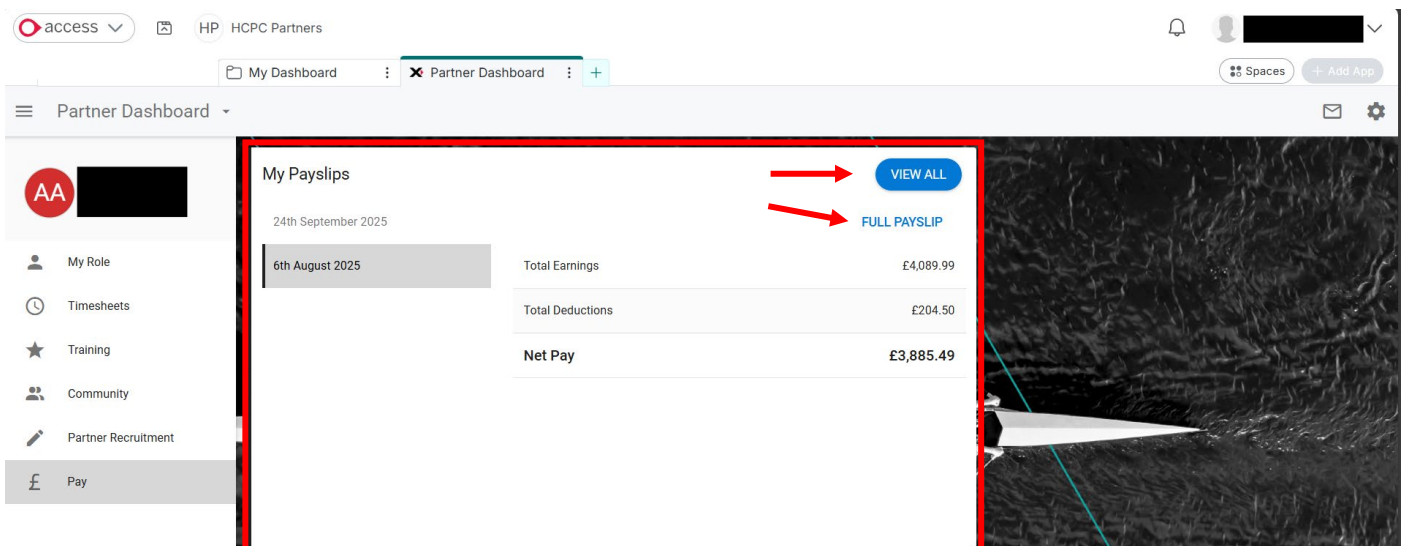 access
HP HCPC Partners
My Dashboard
Partner Dashboard
+
Spaces
+ Add App
Partner Dashboard
AA
My Role
Timesheets
Training
Community
Partner Recruitment
£ Pay
My Payslips
VIEW ALL
24th September 2025
FULL PAYSLIP
6th August 2025
Total Earnings £4,089.99
Total Deductions £204.50
Net Pay £3,885.49